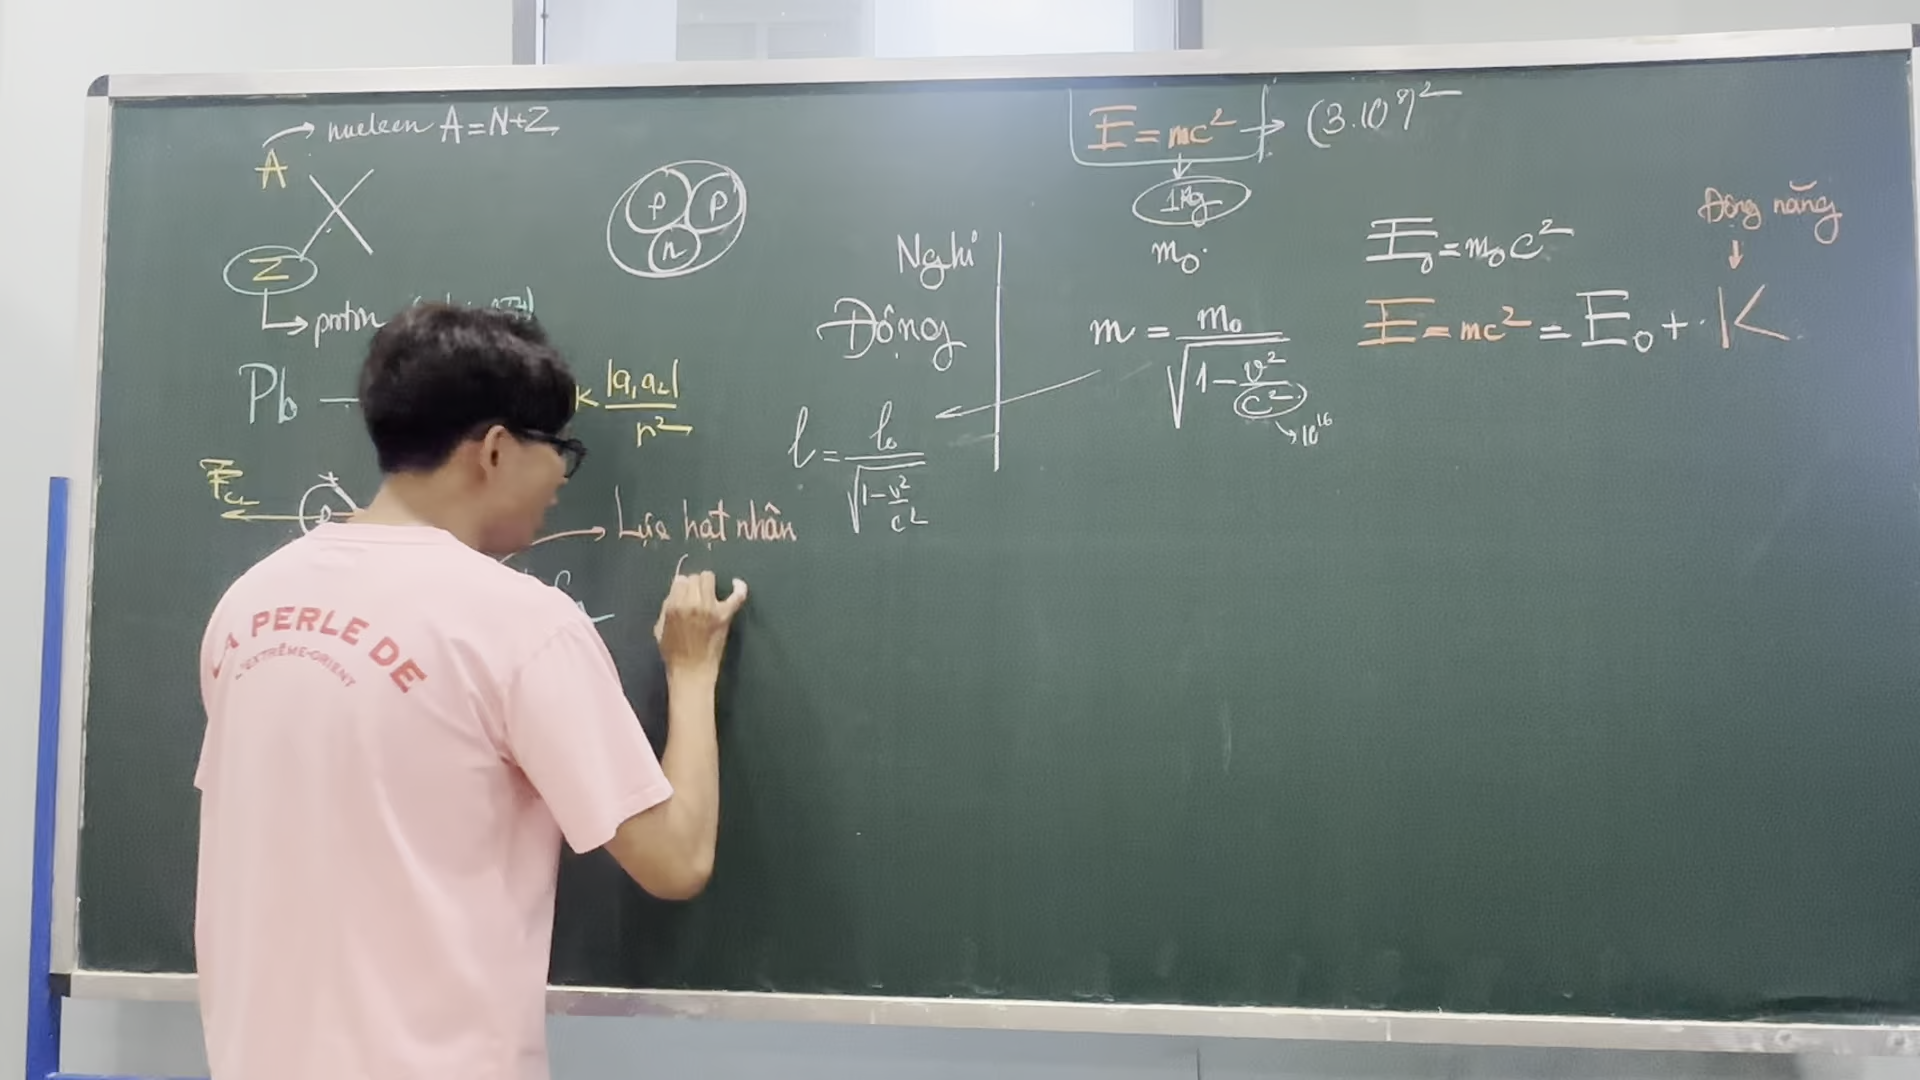 nucleon A = N+Z
A
X
Z
proton
Pb
k |q₁q₂| / r²
F_CL
p
Lực hạt nhân
p p
n
Nghỉ
Động
l = l₀ / √(1 - v²/c²)
E = mc² → (3.10⁸)²
1kg
m₀
m = m₀ / √(1 - v²/c²)
10¹⁶
E₀ = m₀c²
Động năng
E = mc² = E₀ + K
LA PERLE DE
L'EXTRÊME-ORIENT